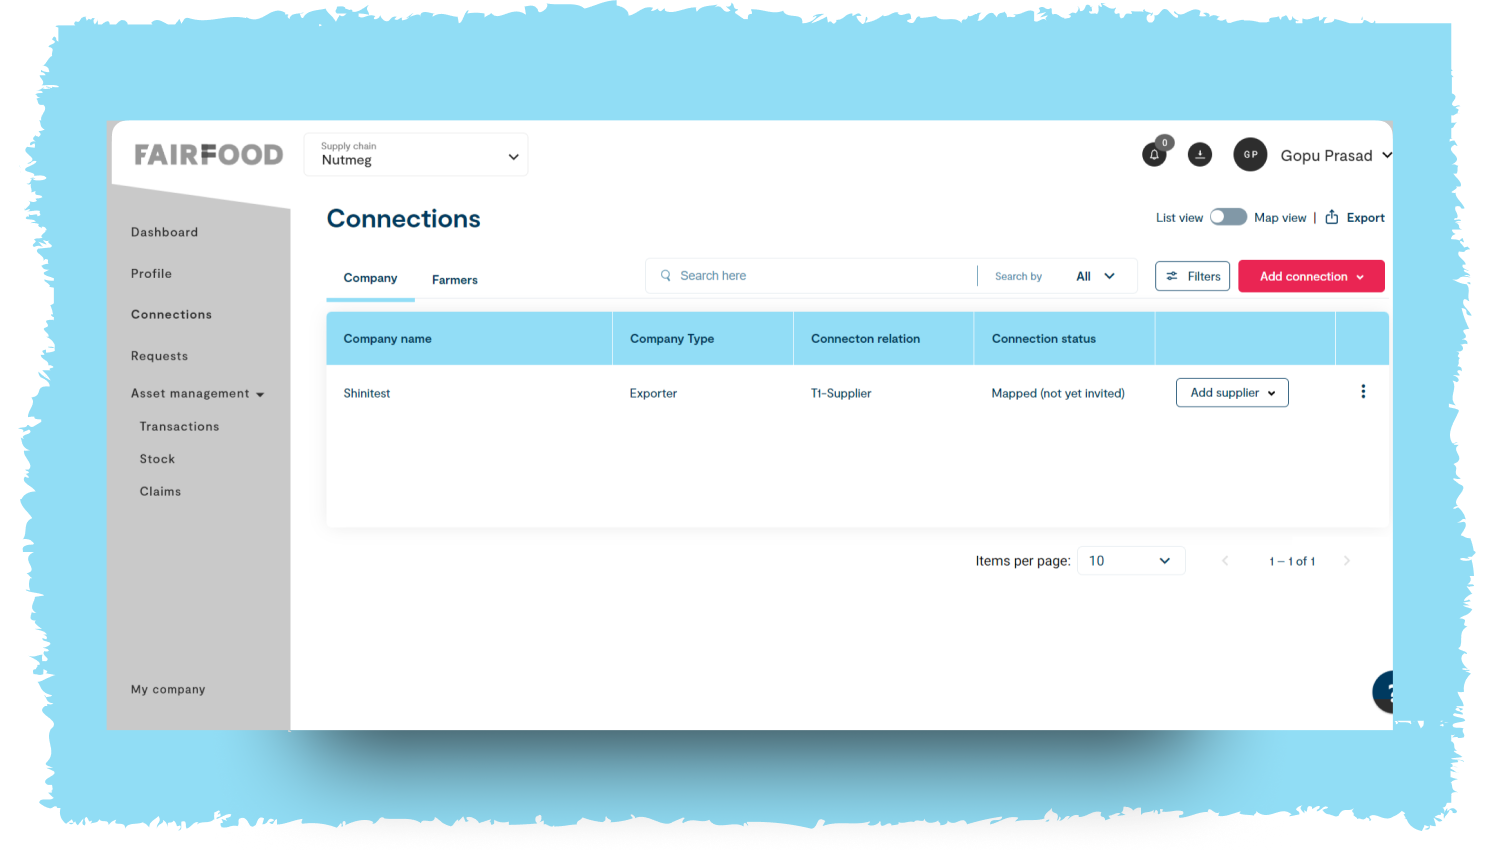 FAIRFOOD
Supply chain
Nutmeg
0
GP
Gopu Prasad
Dashboard
Profile
Connections
Requests
Asset management
Transactions
Stock
Claims
My company
Connections
List view
Map view | Export
Company
Farmers
Search here
Search by
All
Filters
Add connection
Company name
Company Type
Connecton relation
Connection status
Shinitest
Exporter
T1-Supplier
Mapped (not yet invited)
Add supplier
Items per page: 10
1 – 1 of 1
?